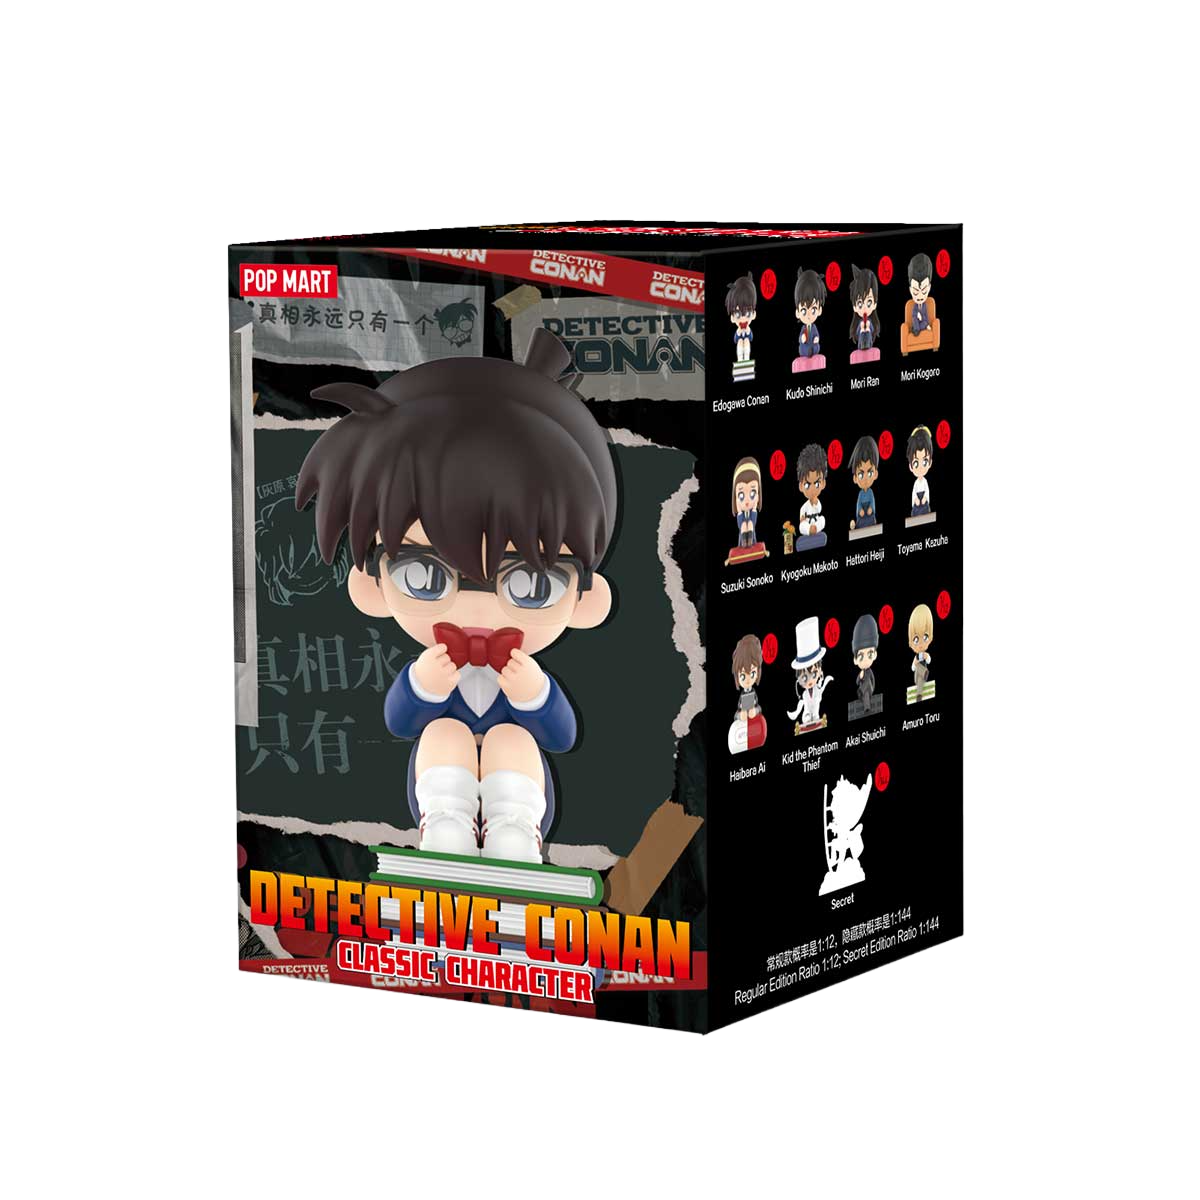 POP MART
真相永远只有一个
DETECTIVE
CONAN
DETECTIVE
CONAN
【灰原 哀
真相永
只有一
DETECTIVE CONAN
CLASSIC CHARACTER
DETECTIVE
CONAN
Edogawa Conan
Kudo Shinichi
Mori Ran
Mori Kogoro
Suzuki Sonoko
Kyogoku Makoto
Hattori Heiji
Toyama Kazuha
Haibara Ai
Kid the Phantom
Thief
Akai Shuichi
Amuro Toru
Secret
常规款概率是1:12，隐藏款概率是1:144
Regular Edition Ratio 1:12; Secret Edition Ratio 1:144